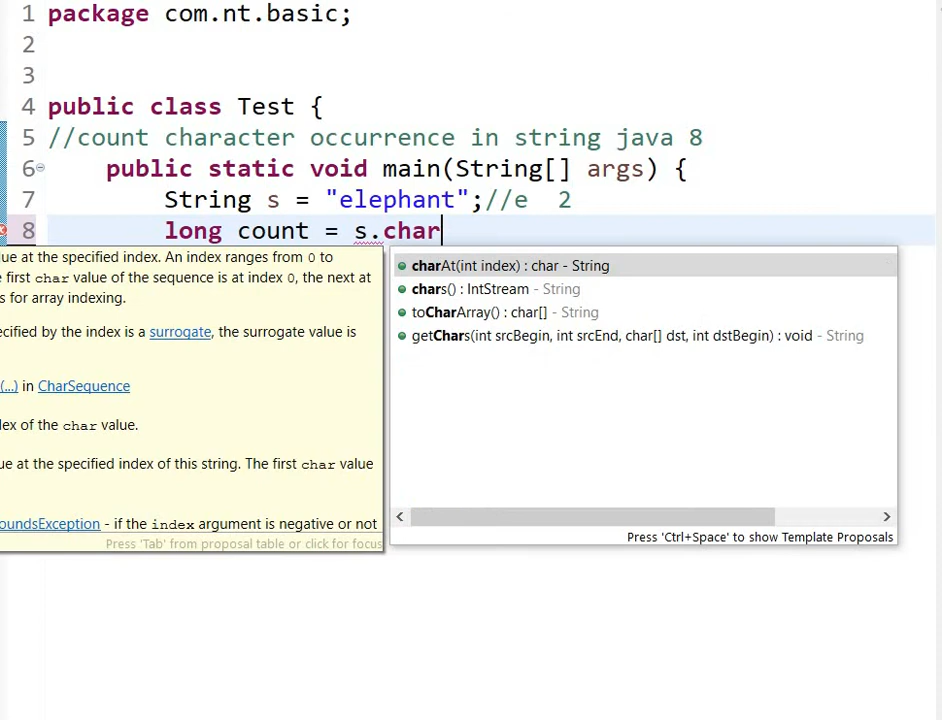 1 package com.nt.basic;
2
3
4 public class Test {
5 //count character occurrence in string java 8
6 public static void main(String[] args) {
7 String s = "elephant";//e 2
8 long count = s.char
ue at the specified index. An index ranges from 0 to
e first char value of the sequence is at index 0, the next at
s for array indexing.
ecified by the index is a surrogate, the surrogate value is
(...) in CharSequence
dex of the char value.
ue at the specified index of this string. The first char value
oundsException - if the index argument is negative or not
Press 'Tab' from proposal table or click for focus
charAt(int index) : char - String
chars() : IntStream - String
toCharArray() : char[] - String
getChars(int srcBegin, int srcEnd, char[] dst, int dstBegin) : void - String
Press 'Ctrl+Space' to show Template Proposals